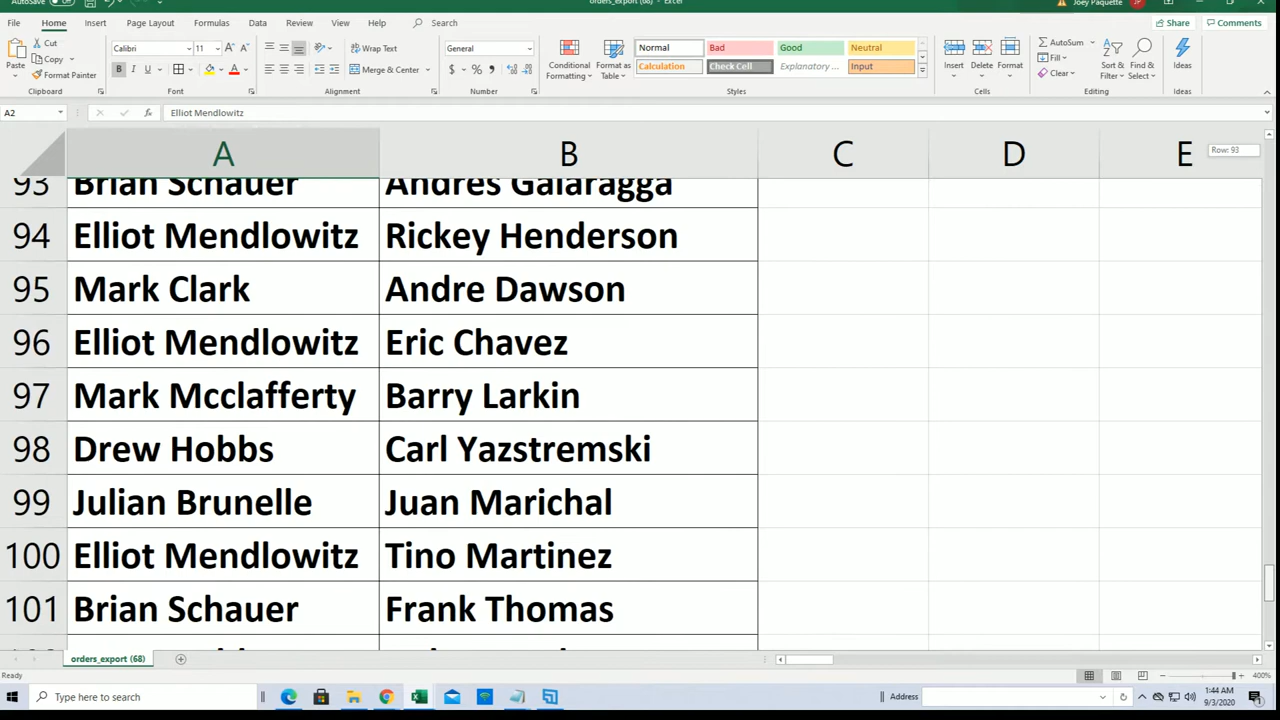 AutoSave Off
orders_export (68) - Excel
Joey Paquette
JP
File Home Insert Page Layout Formulas Data Review View Help Search
Share Comments
Paste Cut Copy Format Painter
Calibri 11
Wrap Text
Merge & Center
General
Conditional Formatting
Format as Table
Normal Bad Good Neutral
Calculation Check Cell Explanatory ... Input
Insert Delete Format
AutoSum Fill Clear
Sort & Filter
Find & Select
Ideas
Clipboard Font Alignment Number Styles Cells Editing Ideas
A2 Elliot Mendlowitz
A B C D E
Row: 93
93 Brian Schauer Andres Galaragga
94 Elliot Mendlowitz Rickey Henderson
95 Mark Clark Andre Dawson
96 Elliot Mendlowitz Eric Chavez
97 Mark Mcclafferty Barry Larkin
98 Drew Hobbs Carl Yazstremski
99 Julian Brunelle Juan Marichal
100 Elliot Mendlowitz Tino Martinez
101 Brian Schauer Frank Thomas
orders_export (68)
Ready
400%
Type here to search
Address
1:44 AM
9/3/2020